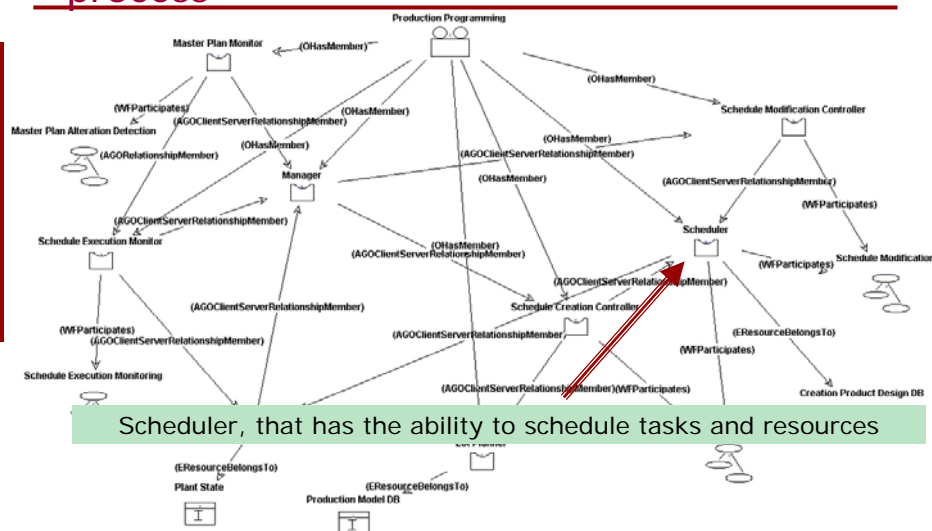 process
Production Programming
Master Plan Monitor
(OHasMember)
(OHasMember)
Schedule Modification Controller
(WFParticipates)
(OHasMember)
(AGOClientServerRelationshipMember)
Master Plan Alteration Detection
(OHasMember)
(OHasMember)
(AGORelationshipMember)
(AGOClientServerRelationshipMember)
Manager
(OHasMember)
(AGOClientServerRelationshipMember)
(WFParticipates)
(AGOClientServerRelationshipMember)
Scheduler
Schedule Execution Monitor
(OHasMember)
(AGOClientServerRelationshipMember)
Schedule Modification
(WFParticipates)
(AGOClientServerRelationshipMember)
(AGOClientServerRelationshipMember)
Schedule Creation Controller
(WFParticipates)
(AGOClientServerRelationshipMember)
(EResourceBelongsTo)
(AGOClientServerRelationshipMember)
(WFParticipates)
Schedule Execution Monitoring
(AGOClientServerRelationshipMember)
(WFParticipates)
Creation Product Design DB
Scheduler, that has the ability to schedule tasks and resources
Lot Planner
(EResourceBelongsTo)
Plant State
(EResourceBelongsTo)
Production Model DB